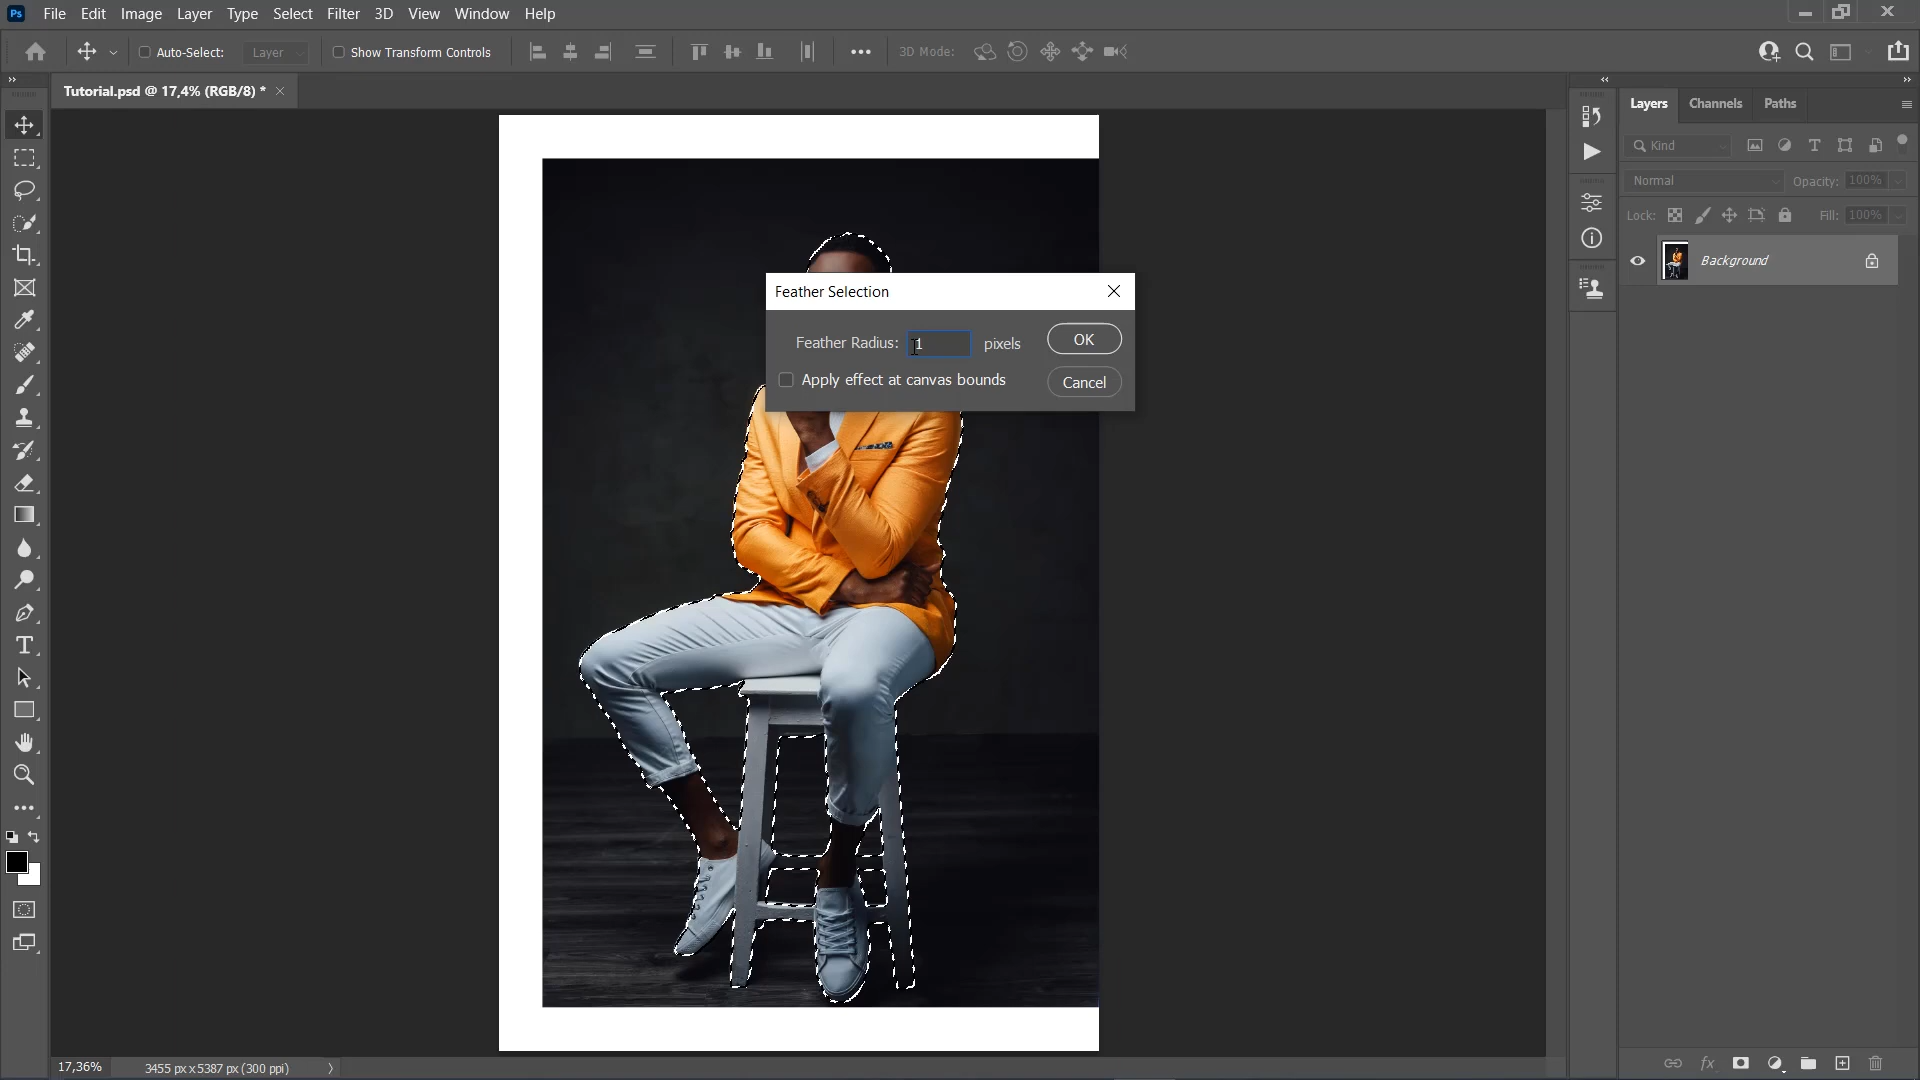 Ps File Edit Image Layer Type Select Filter 3D View Window Help
Auto-Select: Layer Show Transform Controls 3D Mode:
Tutorial.psd @ 17,4% (RGB/8) *
Layers Channels Paths
Kind
Normal Opacity: 100%
Lock: Fill: 100%
Background
Feather Selection
Feather Radius: 1 pixels OK
Apply effect at canvas bounds Cancel
17,36% 3455 px x 5387 px (300 ppi)